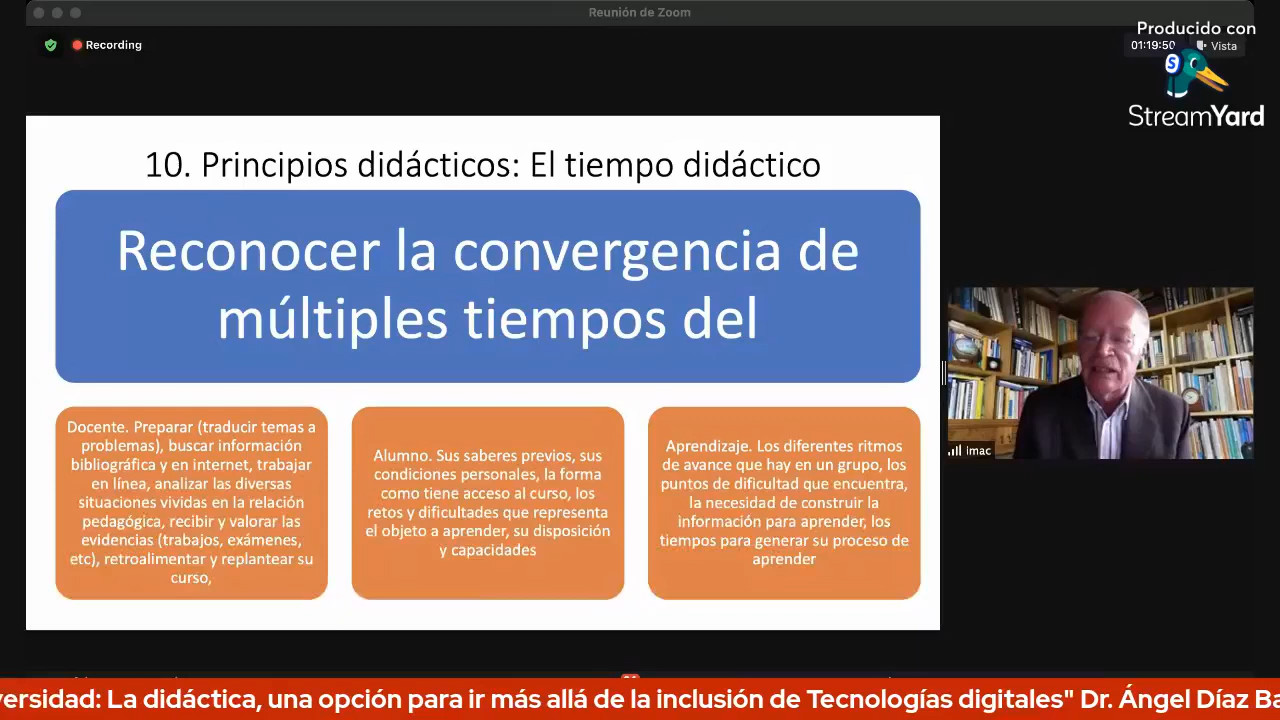 Reunión de Zoom
Recording
Producido con
01:19:50
Vista
S
StreamYard
10. Principios didácticos: El tiempo didáctico
Reconocer la convergencia de
múltiples tiempos del
Docente. Preparar (traducir temas a
problemas), buscar información
bibliográfica y en internet, trabajar
en línea, analizar las diversas
situaciones vividas en la relación
pedagógica, recibir y valorar las
evidencias (trabajos, exámenes,
etc), retroalimentar y replantear su
curso,
Alumno. Sus saberes previos, sus
condiciones personales, la forma
como tiene acceso al curso, los
retos y dificultades que representa
el objeto a aprender, su disposición
y capacidades
Aprendizaje. Los diferentes ritmos
de avance que hay en un grupo, los
puntos de dificultad que encuentra,
la necesidad de construir la
información para aprender, los
tiempos para generar su proceso de
aprender
imac
versidad: La didáctica, una opción para ir más allá de la inclusión de Tecnologías digitales" Dr. Ángel Díaz Ba